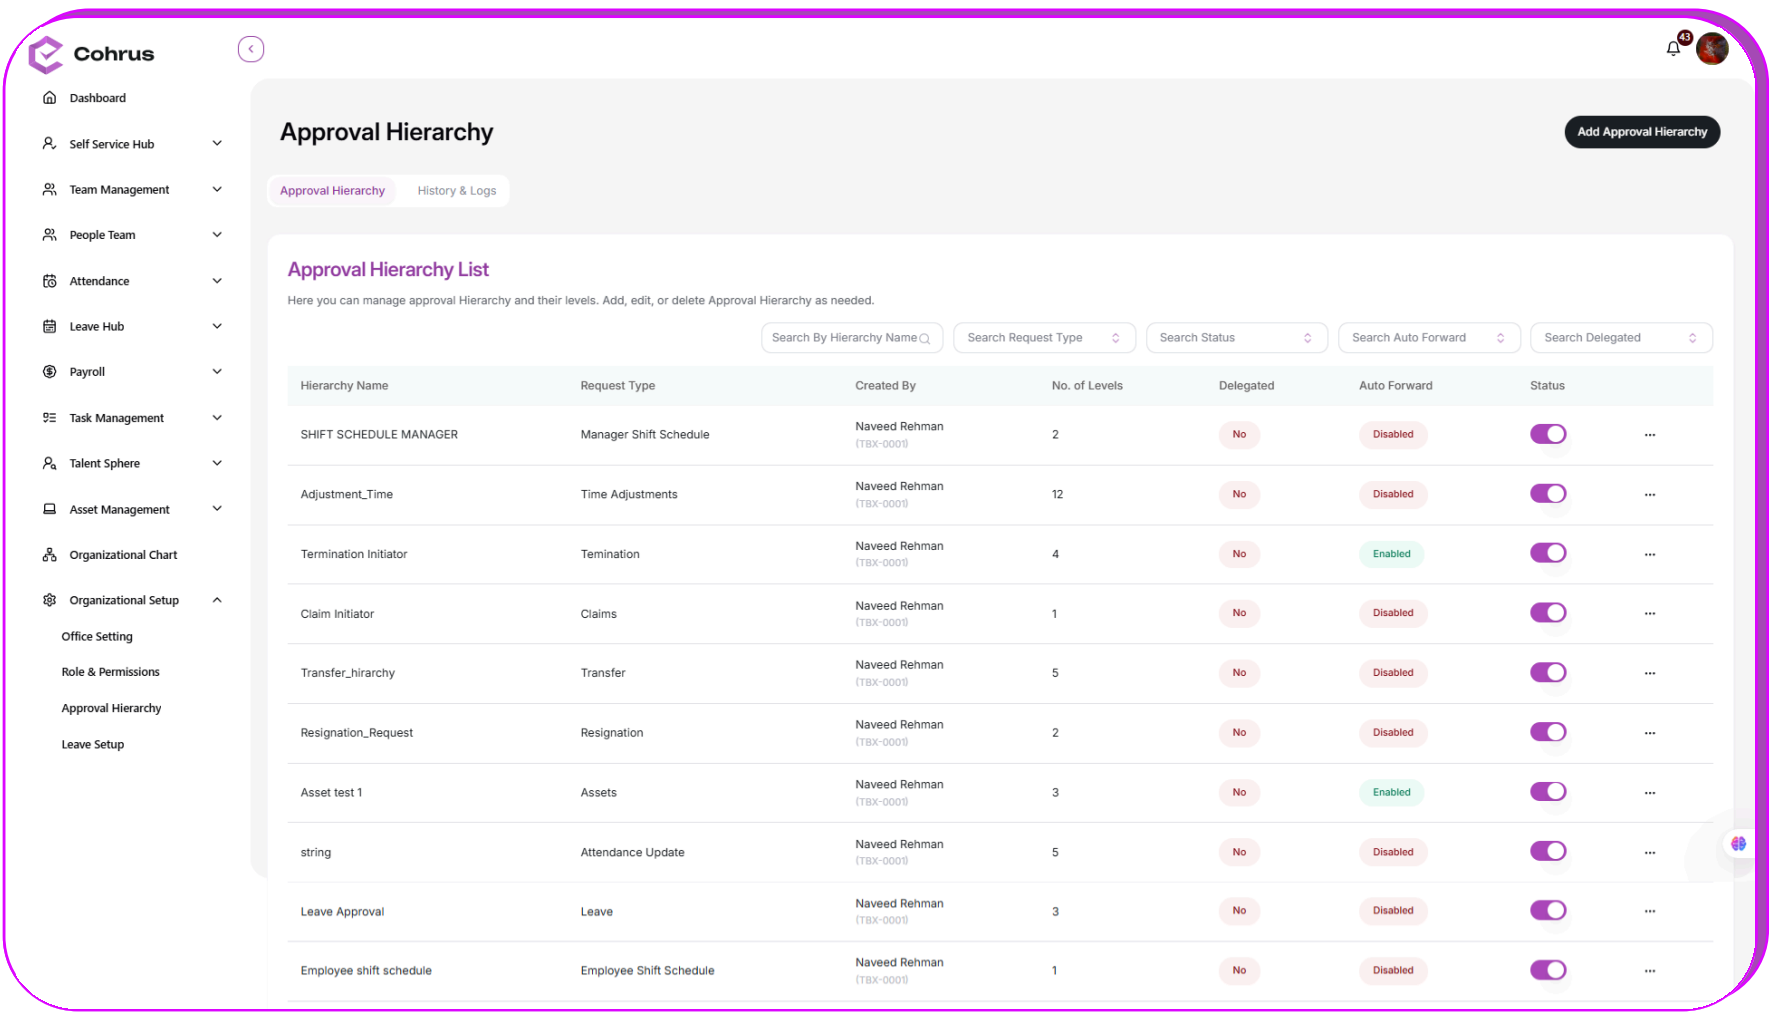 Cohrus
43
Dashboard
Self Service Hub
Team Management
People Team
Attendance
Leave Hub
Payroll
Task Management
Talent Sphere
Asset Management
Organizational Chart
Organizational Setup
Office Setting
Role & Permissions
Approval Hierarchy
Leave Setup
Approval Hierarchy
Add Approval Hierarchy
Approval Hierarchy History & Logs
Approval Hierarchy List
Here you can manage approval Hierarchy and their levels. Add, edit, or delete Approval Hierarchy as needed.
Search By Hierarchy Name Search Request Type Search Status Search Auto Forward Search Delegated
Hierarchy Name Request Type Created By No. of Levels Delegated Auto Forward Status
SHIFT SCHEDULE MANAGER Manager Shift Schedule Naveed Rehman 2 No Disabled
(TBX-0001)
Adjustment_Time Time Adjustments Naveed Rehman 12 No Disabled
(TBX-0001)
Termination Initiator Temination Naveed Rehman 4 No Enabled
(TBX-0001)
Claim Initiator Claims Naveed Rehman 1 No Disabled
(TBX-0001)
Transfer_hirarchy Transfer Naveed Rehman 5 No Disabled
(TBX-0001)
Resignation_Request Resignation Naveed Rehman 2 No Disabled
(TBX-0001)
Asset test 1 Assets Naveed Rehman 3 No Enabled
(TBX-0001)
string Attendance Update Naveed Rehman 5 No Disabled
(TBX-0001)
Leave Approval Leave Naveed Rehman 3 No Disabled
(TBX-0001)
Employee shift schedule Employee Shift Schedule Naveed Rehman 1 No Disabled
(TBX-0001)